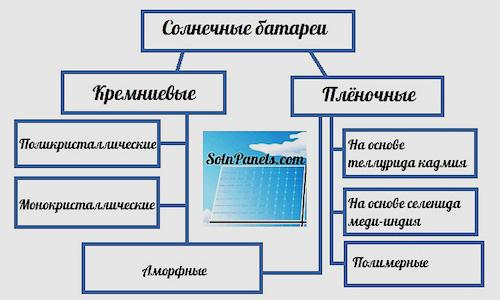 Солнечные батареи
Кремниевые
Плёночные
Поликристаллические
Монокристаллические
Аморфные
SolnPanels.com
На основе
теллурида кадмия
На основе селенида
меди-индия
Полимерные